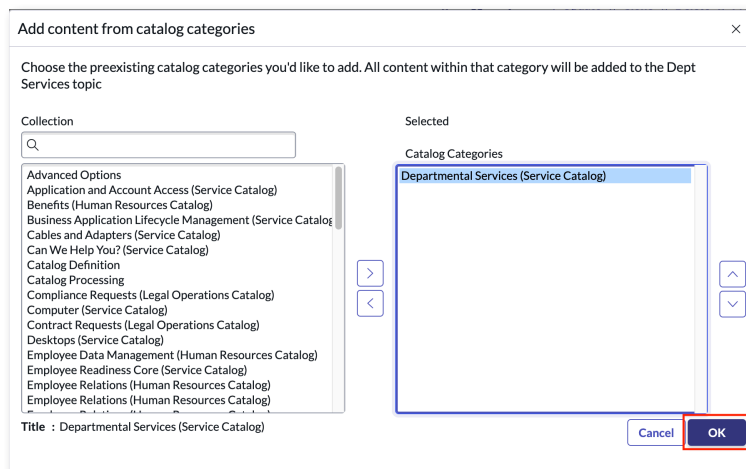 Add content from catalog categories
Choose the preexisting catalog categories you'd like to add. All content within that category will be added to the Dept
Services topic
Collection
Selected
Catalog Categories
Advanced Options
Application and Account Access (Service Catalog)
Benefits (Human Resources Catalog)
Business Application Lifecycle Management (Service Catalog
Cables and Adapters (Service Catalog)
Can We Help You? (Service Catalog)
Catalog Definition
Catalog Processing
Compliance Requests (Legal Operations Catalog)
Computer (Service Catalog)
Contract Requests (Legal Operations Catalog)
Desktops (Service Catalog)
Employee Data Management (Human Resources Catalog)
Employee Readiness Core (Service Catalog)
Employee Relations (Human Resources Catalog)
Employee Relations (Human Resources Catalog)
Departmental Services (Service Catalog)
Title : Departmental Services (Service Catalog)
Cancel
OK